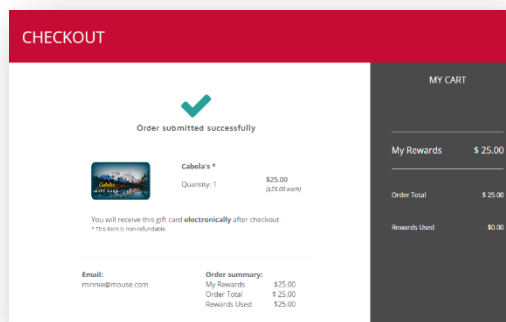 CHECKOUT
Order submitted successfully
Cabela's
GIFT CARD
Cabela's *
Quantity: 1
$25.00
($25.00 each)
You will receive this gift card electronically after checkout.
* This item is non-refundable.
Email:
minnie@mouse.com
Order summary:
My Rewards $25.00
Order Total $ 25.00
Rewards Used $25.00
MY CART
My Rewards $ 25.00
Order Total $ 25.00
Rewards Used $0.00